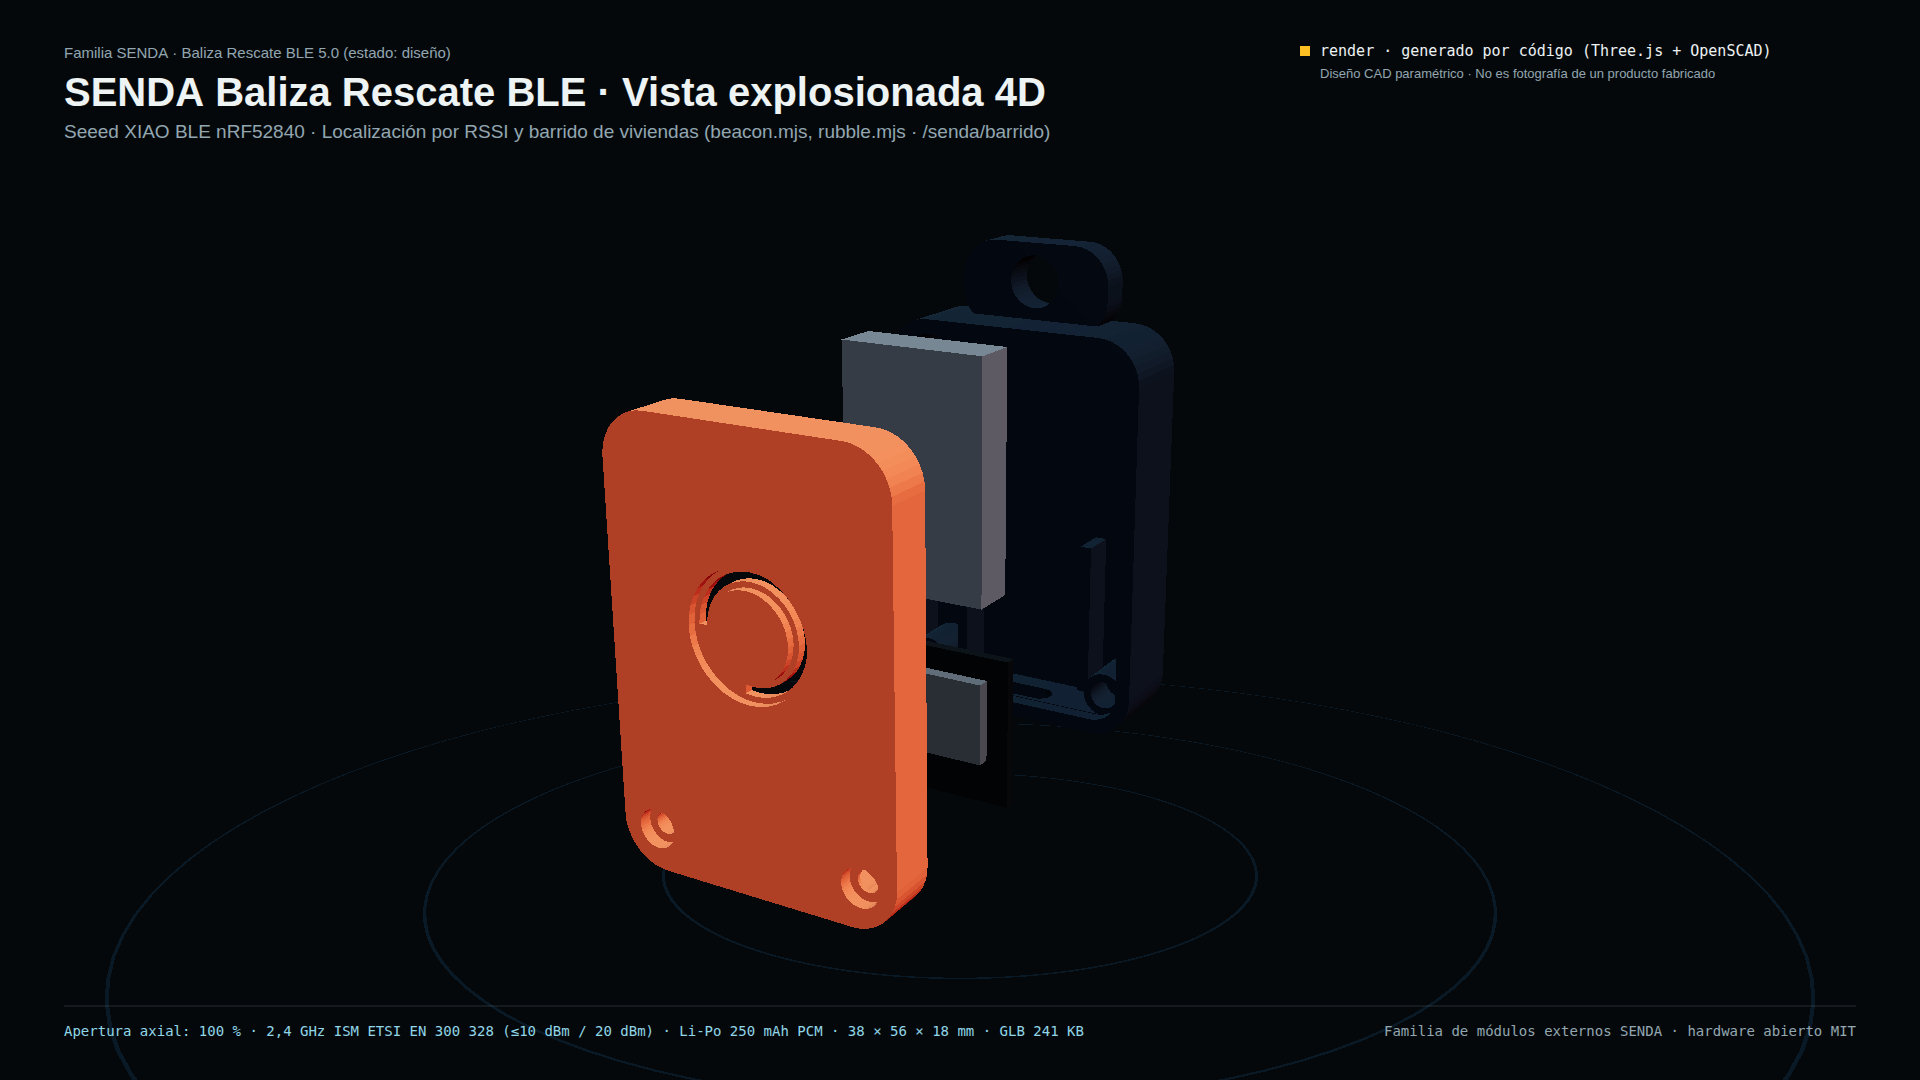 Familia SENDA · Baliza Rescate BLE 5.0 (estado: diseño)
SENDA Baliza Rescate BLE · Vista explosionada 4D
Seeed XIAO BLE nRF52840 · Localización por RSSI y barrido de viviendas (beacon.mjs, rubble.mjs · /senda/barrido)
render · generado por código (Three.js + OpenSCAD)
Diseño CAD paramétrico · No es fotografía de un producto fabricado
Apertura axial: 100 % · 2,4 GHz ISM ETSI EN 300 328 (≤10 dBm / 20 dBm) · Li-Po 250 mAh PCM · 38 × 56 × 18 mm · GLB 241 KB
Familia de módulos externos SENDA · hardware abierto MIT